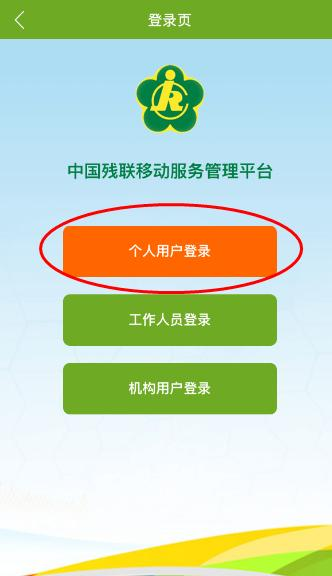 登录页
中国残联移动服务管理平台
个人用户登录
工作人员登录
机构用户登录